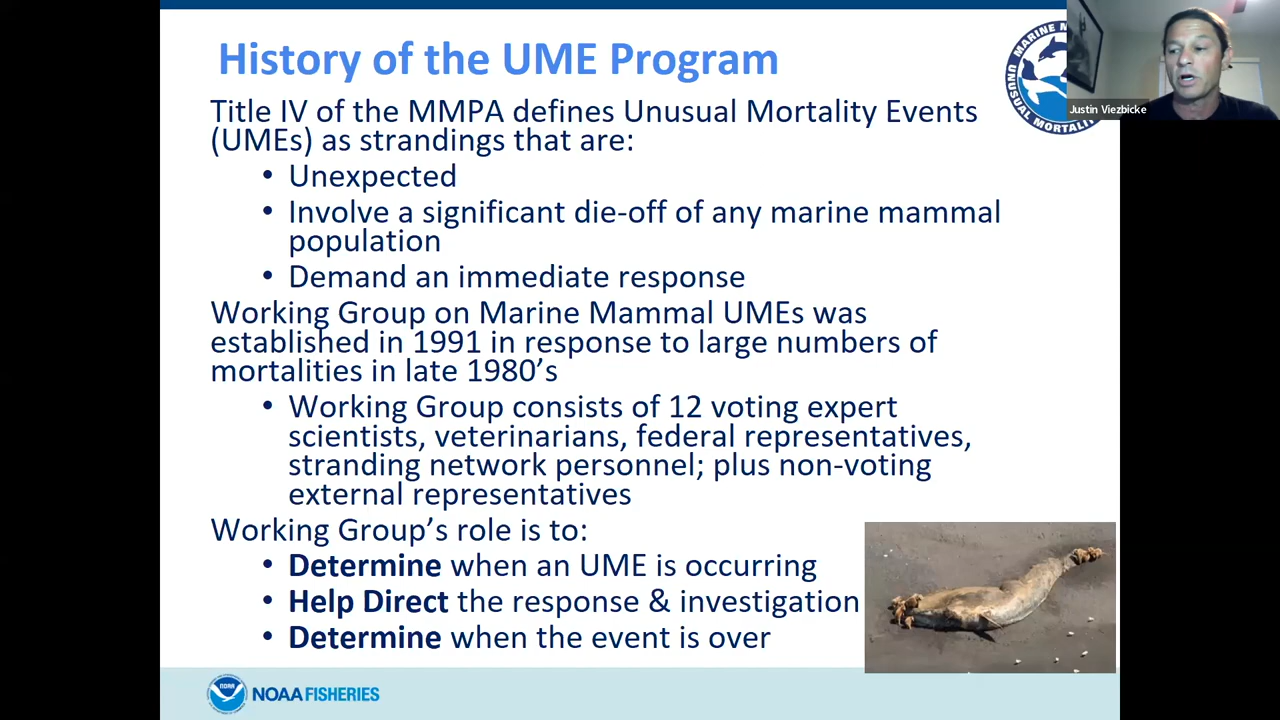 History of the UME Program
Title IV of the MMPA defines Unusual Mortality Events
(UMEs) as strandings that are:
• Unexpected
• Involve a significant die-off of any marine mammal
population
• Demand an immediate response
Working Group on Marine Mammal UMEs was
established in 1991 in response to large numbers of
mortalities in late 1980’s
• Working Group consists of 12 voting expert
scientists, veterinarians, federal representatives,
stranding network personnel; plus non-voting
external representatives
Working Group’s role is to:
• Determine when an UME is occurring
• Help Direct the response & investigation
• Determine when the event is over
MARINE M
UNUSUAL MORTALI
Justin Viezbicke
NOAA
NOAA FISHERIES